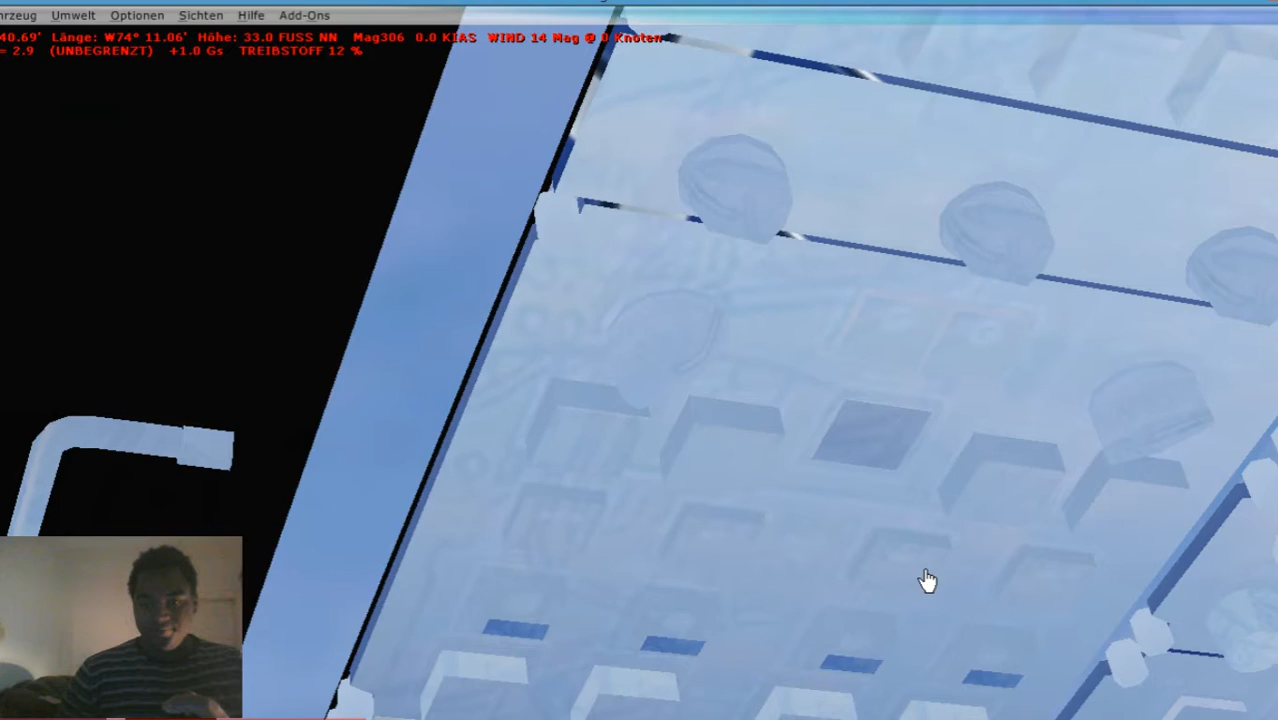 hrzeug Umwelt Optionen Sichten Hilfe Add-Ons
40.69' Länge: W74° 11.06' Höhe: 33.0 FUSS NN Mag306 0.0 KIAS WIND 14 Mag @ 0 Knoten
= 2.9 (UNBEGRENZT) +1.0 Gs TREIBSTOFF 12 %